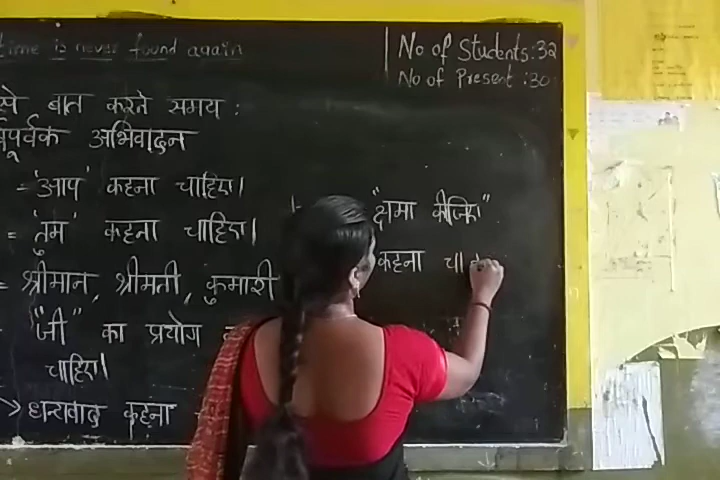 time is never found again
No of Students: 32
No of Present : 30
से बात करते समय :
पूर्वक अभिवादन
= 'आप' कहना चाहिए।
= 'तुम' कहना चाहिए।
= श्रीमान, श्रीमती, कुमारी
"जी" का प्रयोग
चाहिए।
→ धन्यवाद कहना
"क्षमा कीजिए"
कहना चा